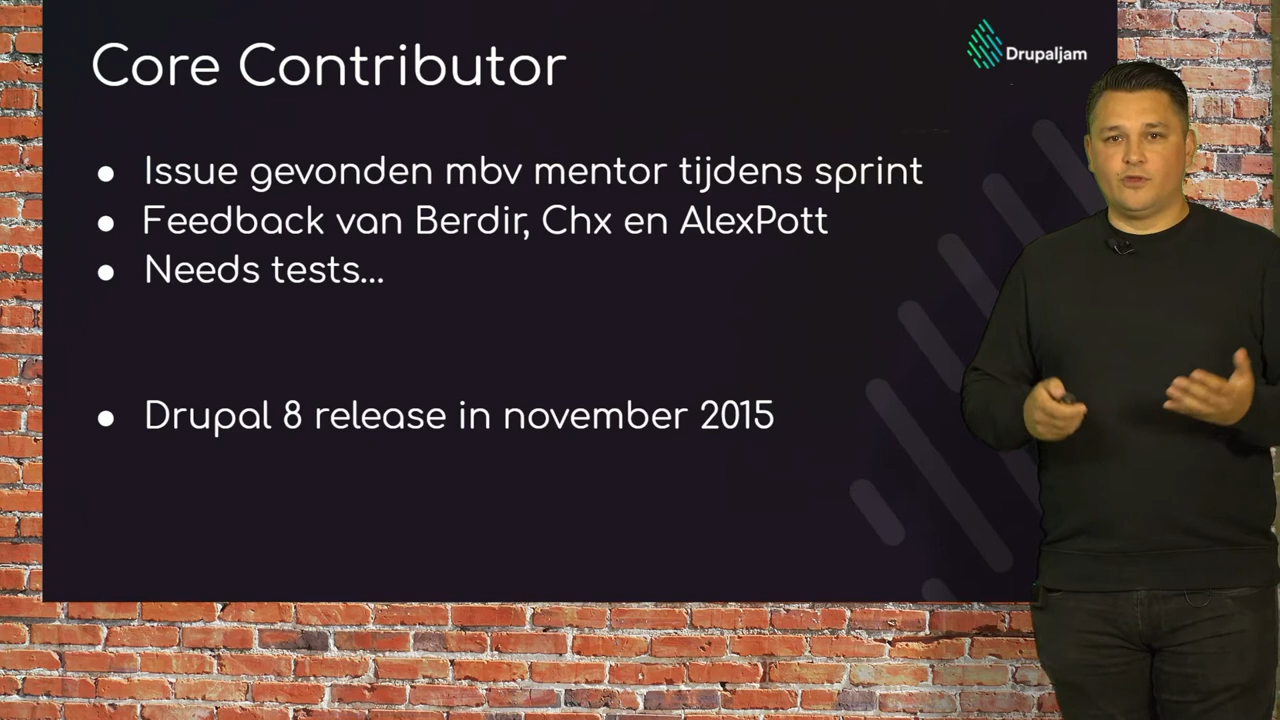 Core Contributor
Drupaljam
Issue gevonden mbv mentor tijdens sprint
Feedback van Berdir, Chx en AlexPott
Needs tests...
Drupal 8 release in november 2015